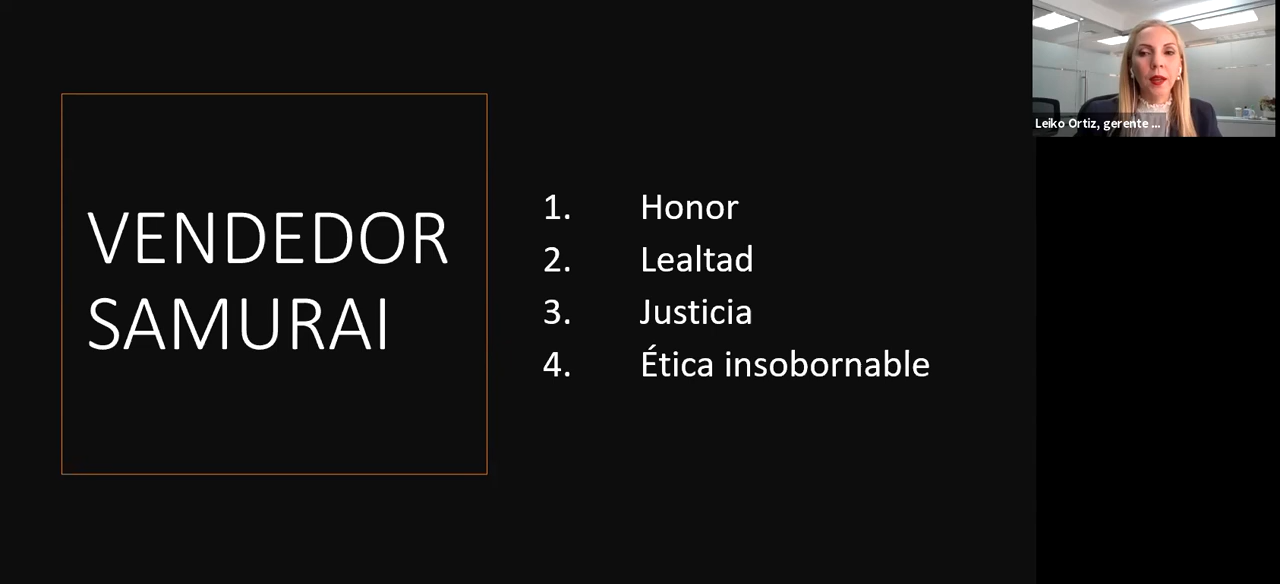 VENDEDOR
SAMURAI
1. Honor
2. Lealtad
3. Justicia
4. Ética insobornable
Leiko Ortiz, gerente ...